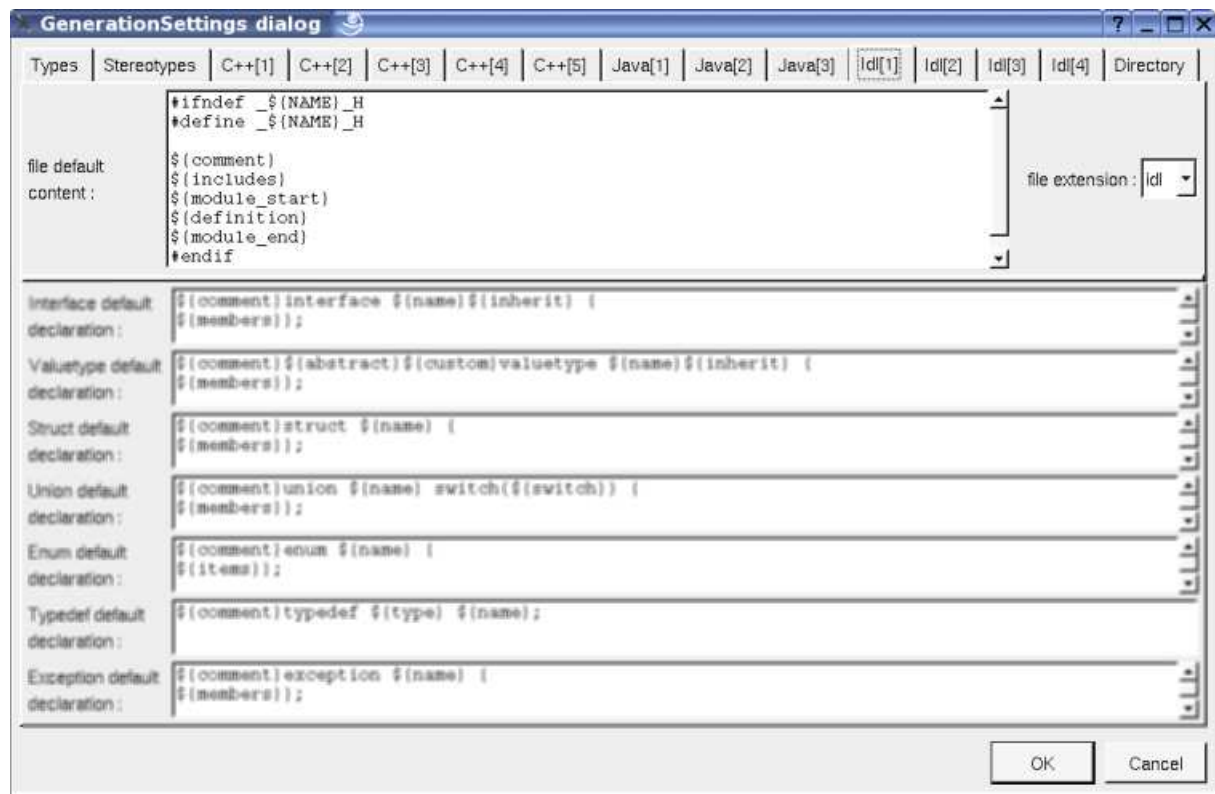 GenerationSettings dialog
Types Stereotypes C++[1] C++[2] C++[3] C++[4] C++[5] Java[1] Java[2] Java[3] Idl[1] Idl[2] Idl[3] Idl[4] Directory
file default
content :
#ifndef _${NAME}_H
#define _${NAME}_H
${comment}
${includes}
${module_start}
${definition}
${module_end}
#endif
file extension : idl
Interface default
declaration :
${comment}interface ${name}${inherit} {
${members}};
Valuetype default
declaration :
${comment}${abstract}${custom}valuetype ${name}${inherit} {
${members}};
Struct default
declaration :
${comment}struct ${name} {
${members}};
Union default
declaration :
${comment}union ${name} switch(${switch}) {
${members}};
Enum default
declaration :
${comment}enum ${name} {
${items}};
Typedef default
declaration :
${comment}typedef ${type} ${name};
Exception default
declaration :
${comment}exception ${name} {
${members}};
OK Cancel